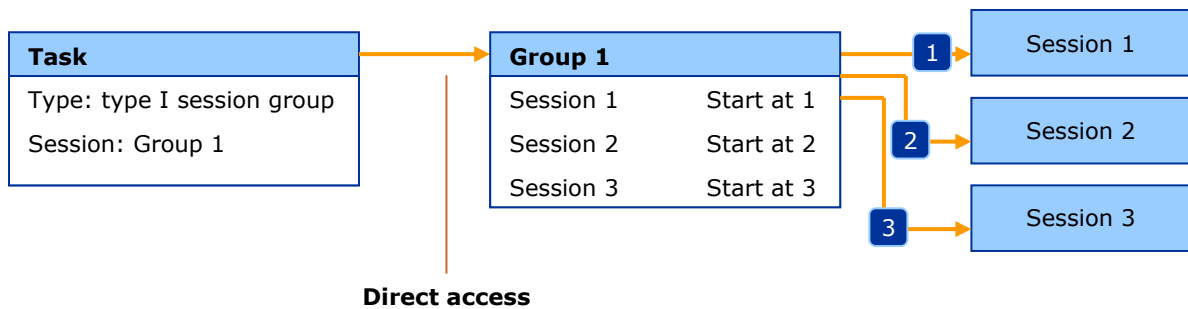 Task
Type: type I session group
Session: Group 1
Direct access
Group 1
Session 1 Start at 1
Session 2 Start at 2
Session 3 Start at 3
1
2
3
Session 1
Session 2
Session 3